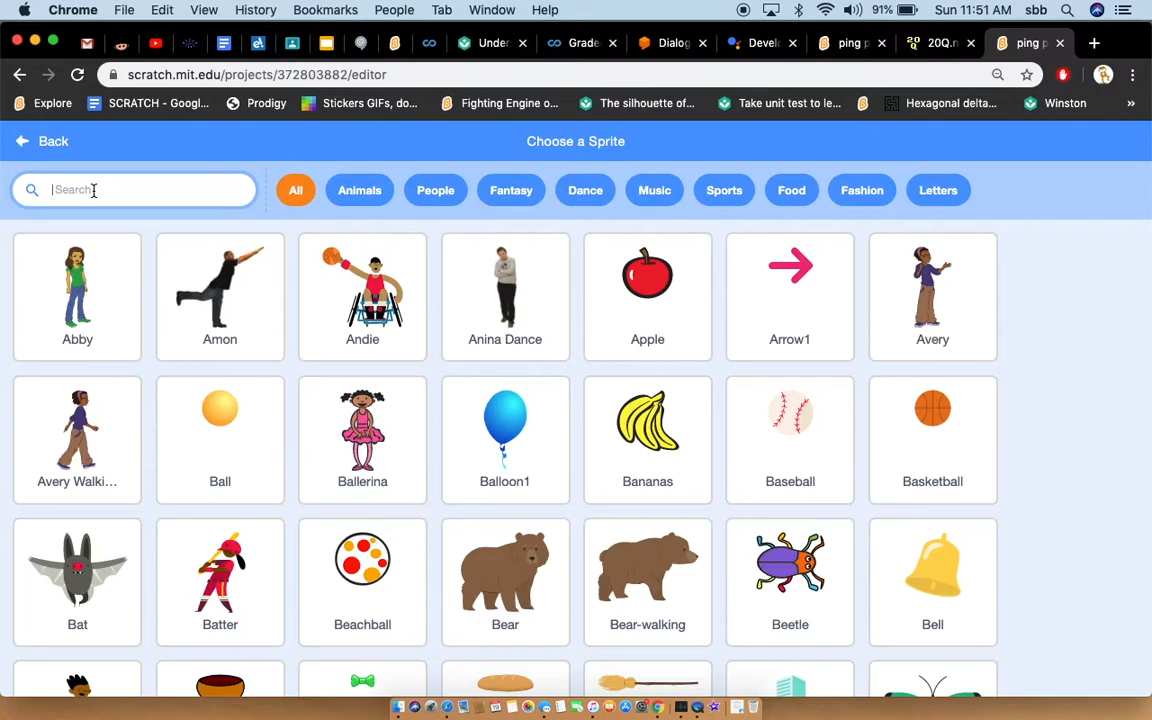 Chrome File Edit View History Bookmarks People Tab Window Help 91% Sun 11:51 AM sbb
Under Grade Dialog Develo ping p 20Q.n ping p
scratch.mit.edu/projects/372803882/editor
Explore SCRATCH - Googl... Prodigy Stickers GIFs, do... Fighting Engine o... The silhouette of... Take unit test to le... Hexagonal delta... Winston »
Back Choose a Sprite
Search All Animals People Fantasy Dance Music Sports Food Fashion Letters
Abby Amon Andie Anina Dance Apple Arrow1 Avery
Avery Walki... Ball Ballerina Balloon1 Bananas Baseball Basketball
Bat Batter Beachball Bear Bear-walking Beetle Bell